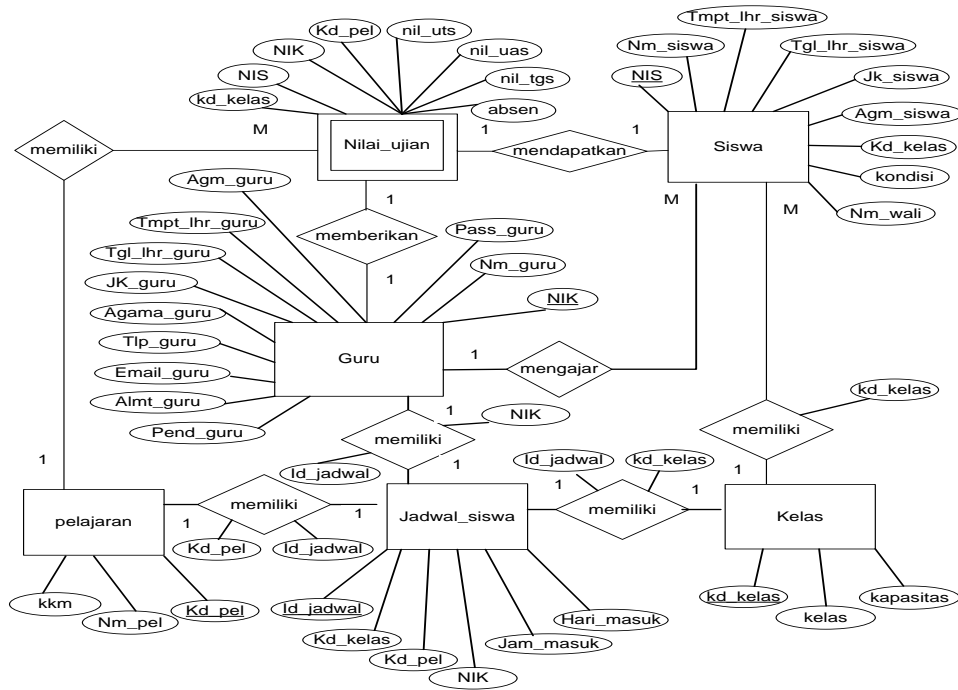 Tmpt_lhr_siswa
Kd_pel
nil_uts
Nm_siswa
Tgl_lhr_siswa
NIK
nil_uas
NIS
NIS
nil_tgs
Jk_siswa
kd_kelas
absen
Agm_siswa
M
1
1
memiliki
Nilai_ujian
mendapatkan
Siswa
Kd_kelas
kondisi
Agm_guru
1
M
M
Nm_wali
Tmpt_lhr_guru
memberikan
Pass_guru
Tgl_lhr_guru
Nm_guru
1
JK_guru
NIK
Agama_guru
Tlp_guru
Guru
1
mengajar
Email_guru
kd_kelas
Almt_guru
1
NIK
Pend_guru
memiliki
memiliki
1
Id_jadwal
kd_kelas
1
1
Id_jadwal
1
1
memiliki
1
1
memiliki
1
pelajaran
Jadwal_siswa
Kelas
Kd_pel
Id_jadwal
kkm
Nm_pel
Kd_pel
Id_jadwal
Hari_masuk
kd_kelas
kapasitas
Kd_kelas
Jam_masuk
kelas
Kd_pel
NIK